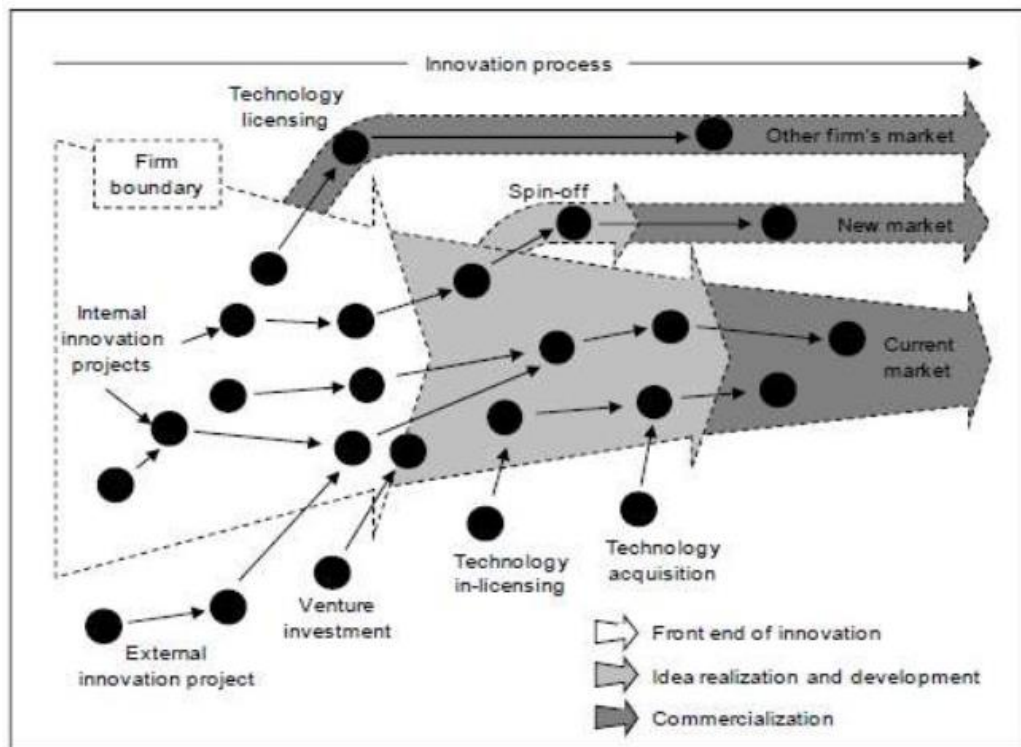 Innovation process
Technology
licensing
Other firm's market
Firm
boundary
Spin-off
New market
Internal
innovation
projects
Current
market
Technology
in-licensing
Technology
acquisition
Venture
investment
External
innovation project
Front end of innovation
Idea realization and development
Commercialization